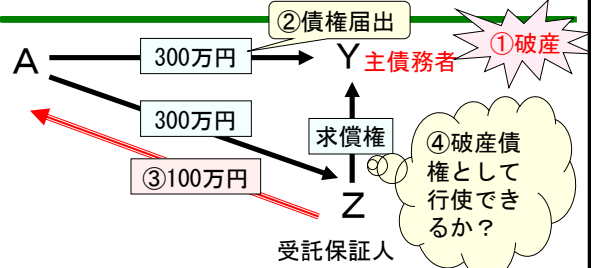 ②債権届出
①破産
A
300万円
Y
主債務者
300万円
求償権
④破産債
権として
行使でき
るか？
③100万円
Z
受託保証人